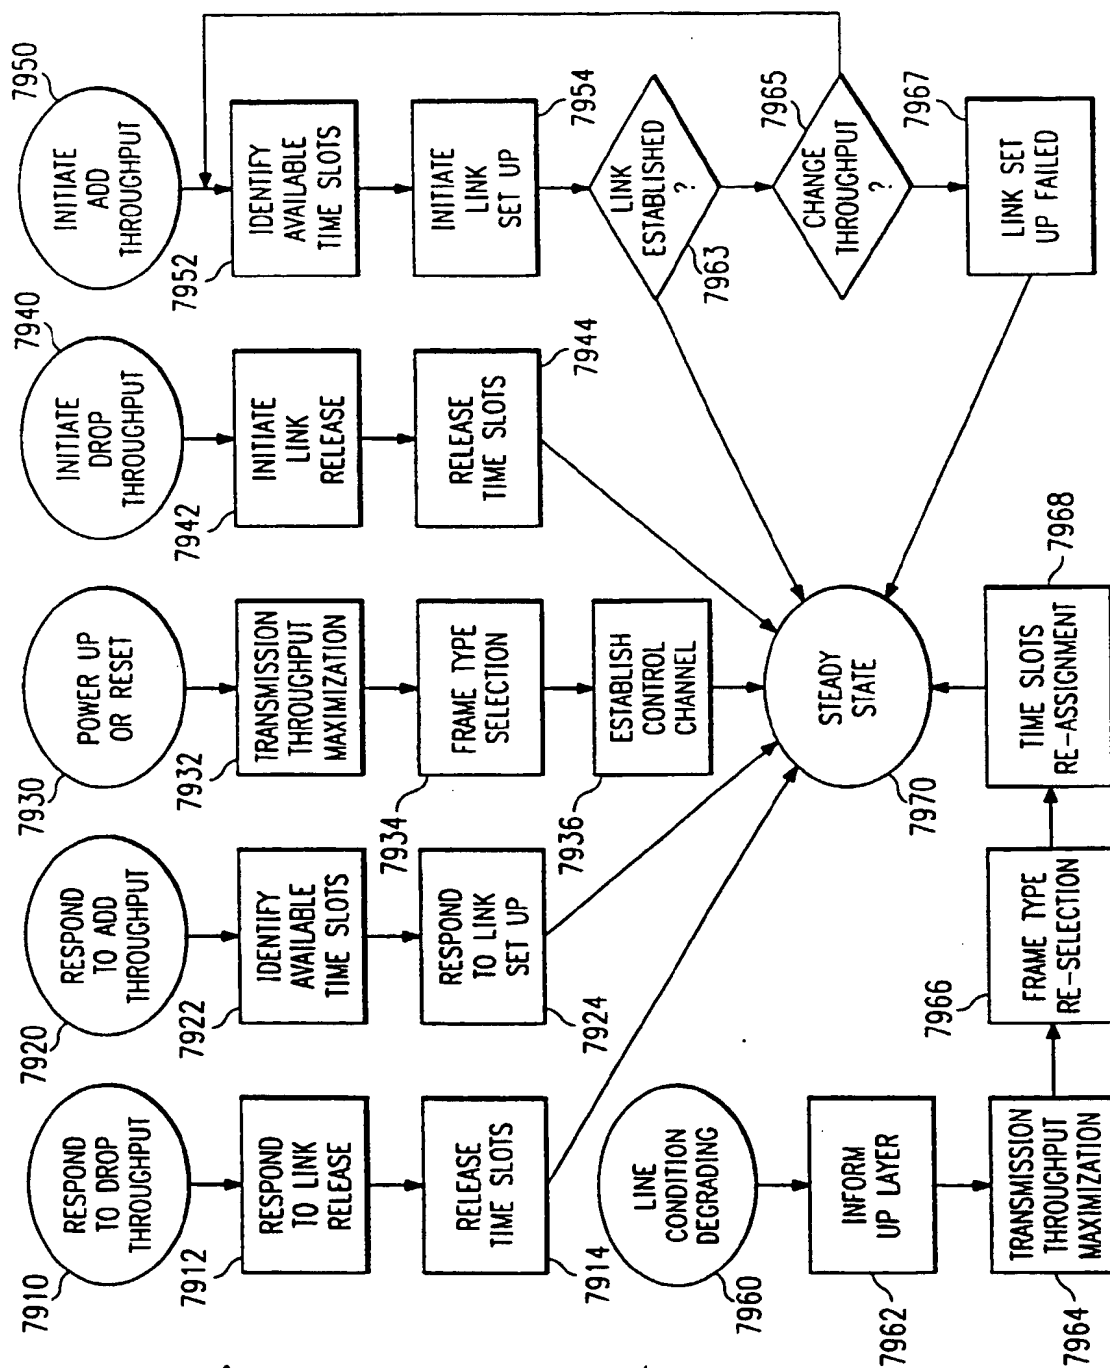 7910
RESPOND
TO DROP
THROUGHPUT
7912
RESPOND
TO LINK
RELEASE
7914
RELEASE
TIME SLOTS
7920
RESPOND
TO ADD
THROUGHPUT
7922
IDENTIFY
AVAILABLE
TIME SLOTS
7924
RESPOND
TO LINK
SET UP
7930
POWER UP
OR RESET
7932
TRANSMISSION
THROUGHPUT
MAXIMIZATION
7934
FRAME TYPE
SELECTION
7936
ESTABLISH
CONTROL
CHANNEL
7940
INITIATE
DROP
THROUGHPUT
7942
INITIATE
LINK
RELEASE
7944
RELEASE
TIME SLOTS
7950
INITIATE
ADD
THROUGHPUT
7952
IDENTIFY
AVAILABLE
TIME SLOTS
7954
INITIATE
LINK
SET UP
7963
LINK
ESTABLISHED
?
7965
CHANGE
THROUGHPUT
?
7967
LINK SET
UP FAILED
7960
LINE
CONDITION
DEGRADING
7962
INFORM
UP LAYER
7964
TRANSMISSION
THROUGHPUT
MAXIMIZATION
7966
FRAME TYPE
RE-SELECTION
7968
TIME SLOTS
RE-ASSIGNMENT
7970
STEADY
STATE